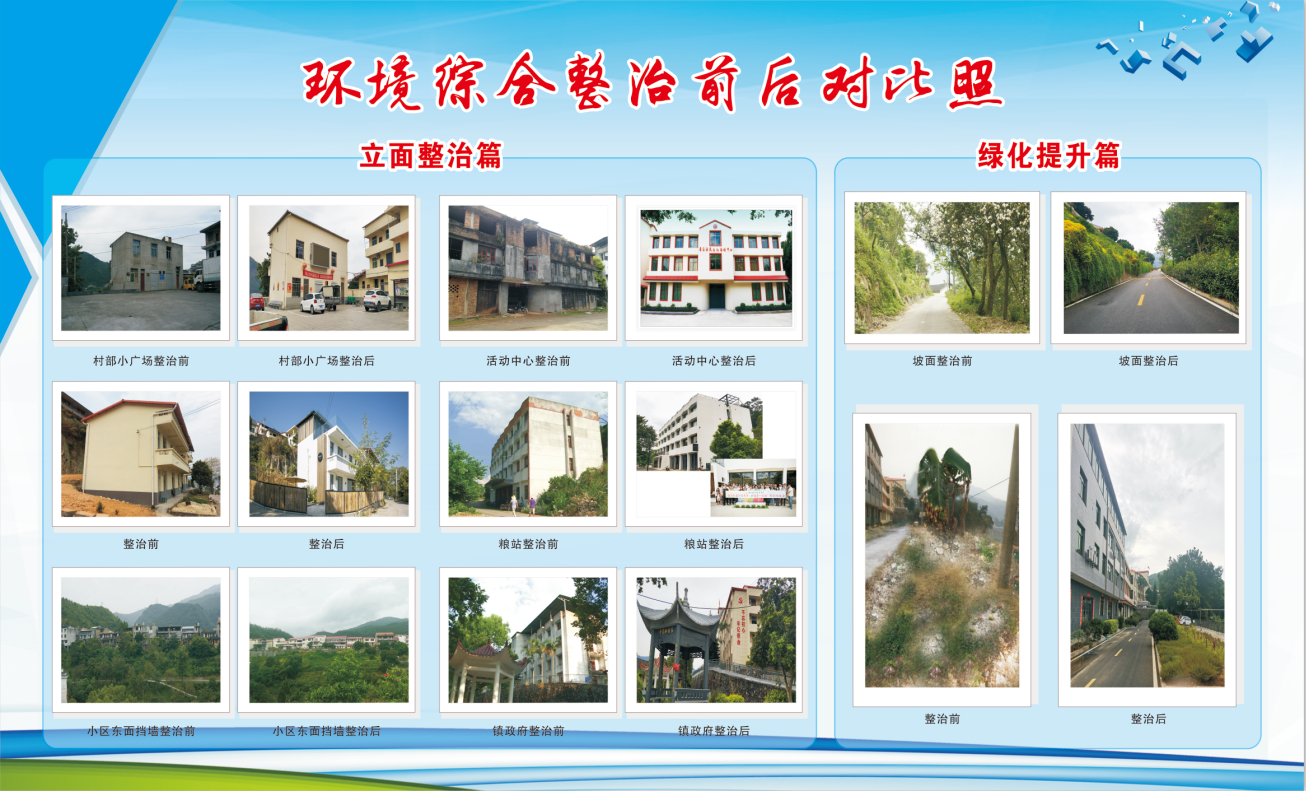 环境综合整治前后对比照
立面整治篇
绿化提升篇
村部小广场整治前
村部小广场整治后
活动中心整治前
活动中心整治后
整治前
整治后
粮站整治前
粮站整治后
小区东面挡墙整治前
小区东面挡墙整治后
镇政府整治前
镇政府整治后
坡面整治前
坡面整治后
整治前
整治后